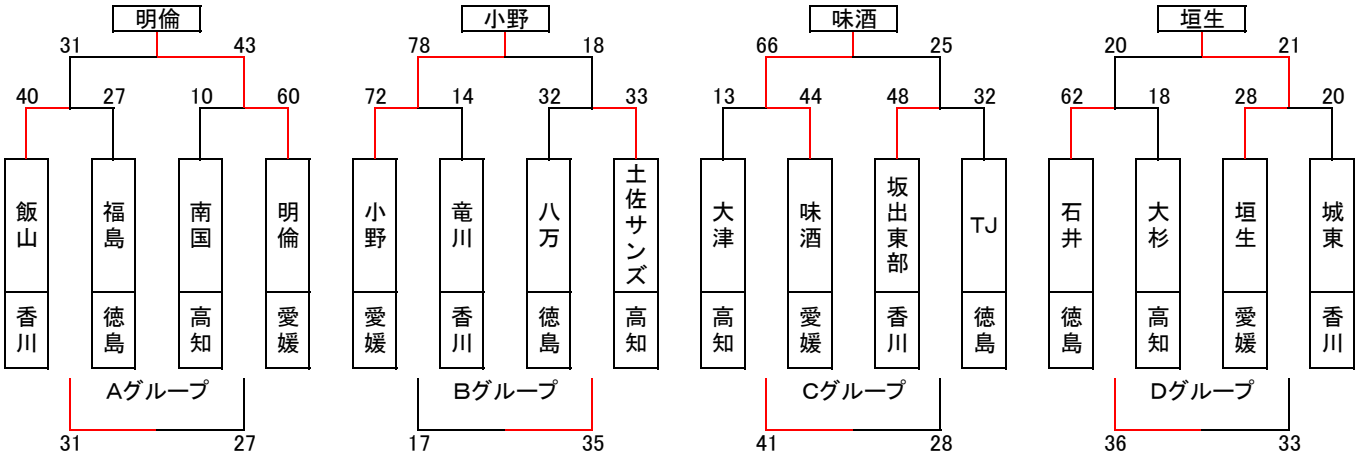 明倫 小野 味酒 垣生
31 43 78 18 66 25 20 21
40 27 10 60 72 14 32 33 13 44 48 32 62 18 28 20
飯山 福島 南国 明倫 小野 竜川 八万 土佐サンズ 大津 味酒 坂出東部 TJ 石井 大杉 垣生 城東
香川 徳島 高知 愛媛 愛媛 香川 徳島 高知 高知 愛媛 香川 徳島 徳島 高知 愛媛 香川
Aグループ Bグループ Cグループ Dグループ
31 27 17 35 41 28 36 33